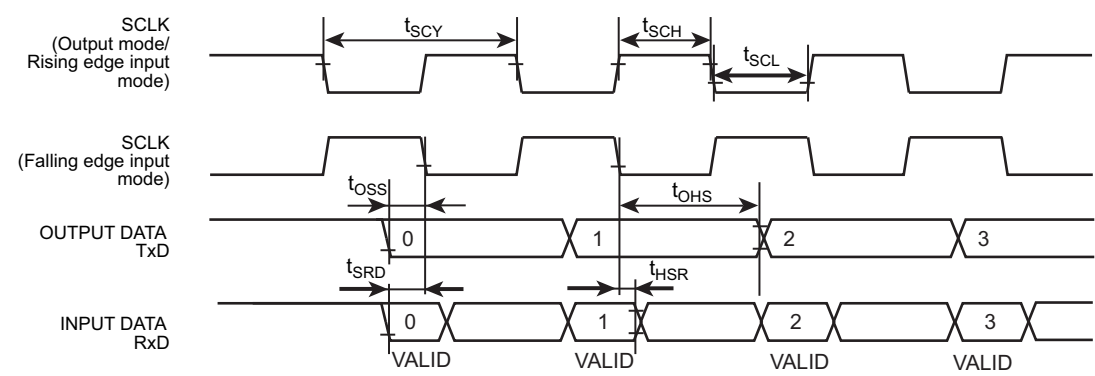 SCLK
(Output mode/
Rising edge input
mode)
tSCY
tSCH
tSCL
SCLK
(Falling edge input
mode)
tOSS
tOHS
OUTPUT DATA
TxD
0 1 2 3
tSRD
tHSR
INPUT DATA
RxD
0 1 2 3
VALID VALID VALID VALID